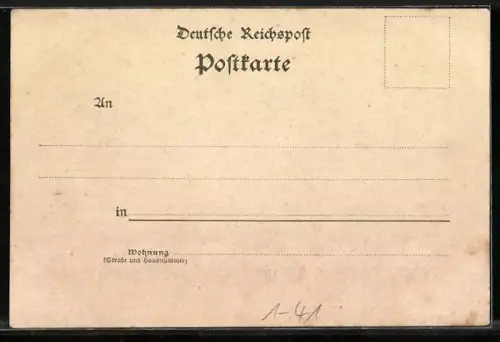 Deutsche Reichspost
Postkarte
An
in
Wohnung
(Straße und Hausnummer)
1-41